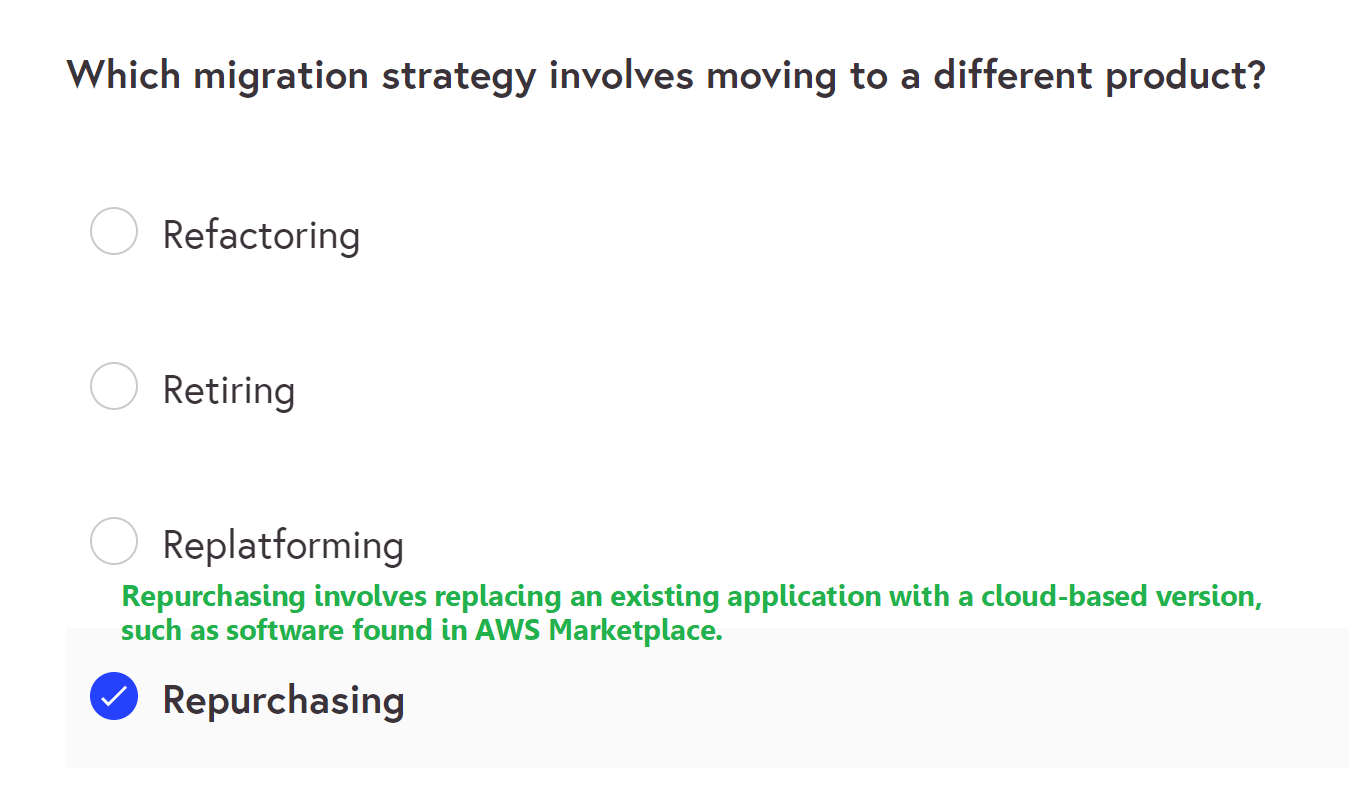 Which migration strategy involves moving to a different product?
Refactoring
Retiring
Replatforming
Repurchasing involves replacing an existing application with a cloud-based version,
such as software found in AWS Marketplace.
Repurchasing